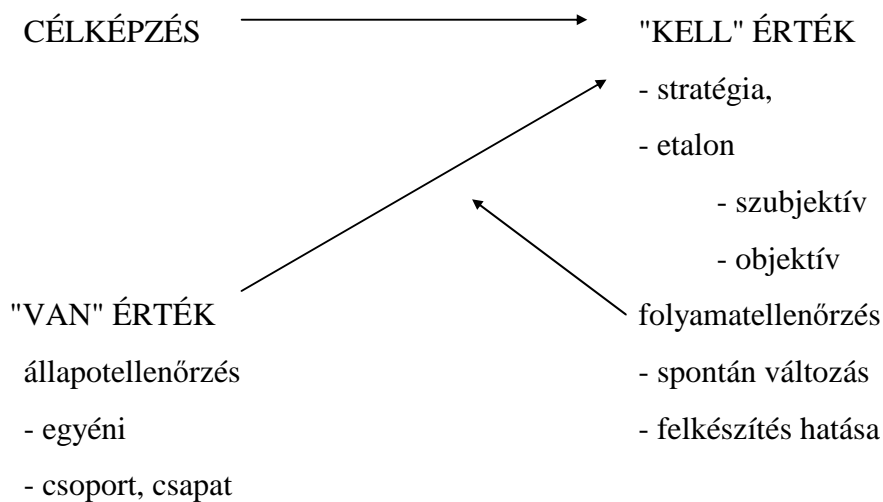 CÉLKÉPZÉS
"KELL" ÉRTÉK
- stratégia,
- etalon
- szubjektív
- objektív
"VAN" ÉRTÉK
állapotellenőrzés
- egyéni
- csoport, csapat
folyamatellenőrzés
- spontán változás
- felkészítés hatása